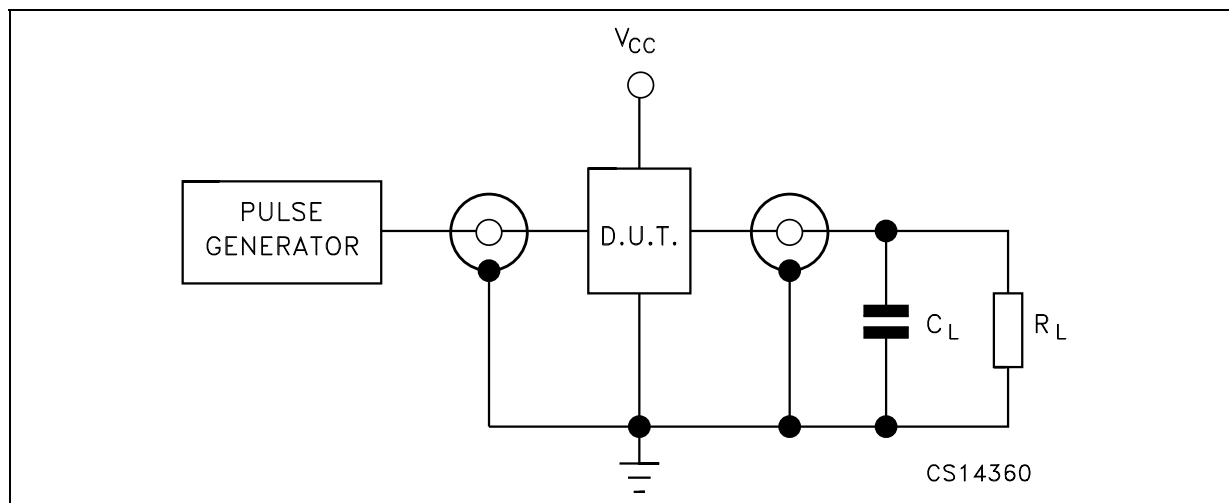 VCC
PULSE
GENERATOR
D.U.T.
CL
RL
CS14360